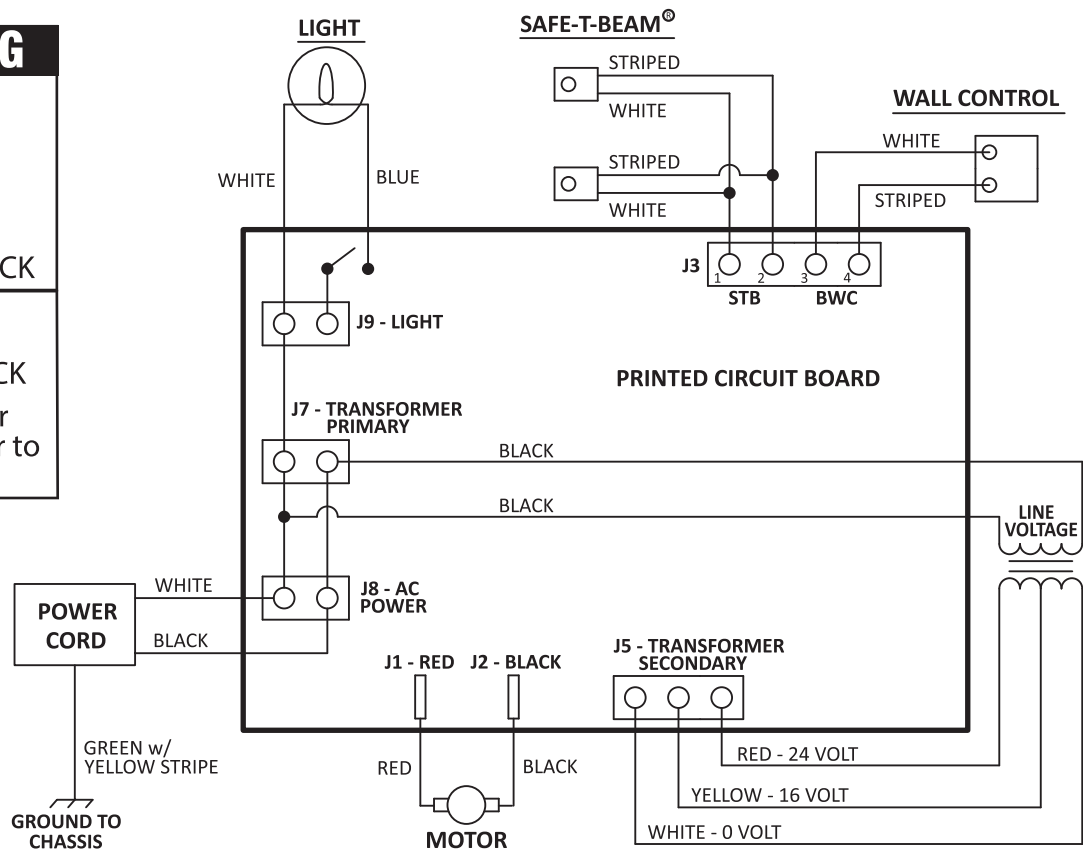 G
CK
CK
r
r to
LIGHT
WHITE
BLUE
SAFE-T-BEAM®
STRIPED
WHITE
STRIPED
WHITE
WALL CONTROL
WHITE
STRIPED
J3
1 2 3 4
STB BWC
J9 - LIGHT
PRINTED CIRCUIT BOARD
J7 - TRANSFORMER
PRIMARY
BLACK
BLACK
LINE
VOLTAGE
J8 - AC
POWER
POWER
CORD
WHITE
BLACK
GREEN w/
YELLOW STRIPE
GROUND TO
CHASSIS
J1 - RED J2 - BLACK
RED
BLACK
MOTOR
J5 - TRANSFORMER
SECONDARY
RED - 24 VOLT
YELLOW - 16 VOLT
WHITE - 0 VOLT